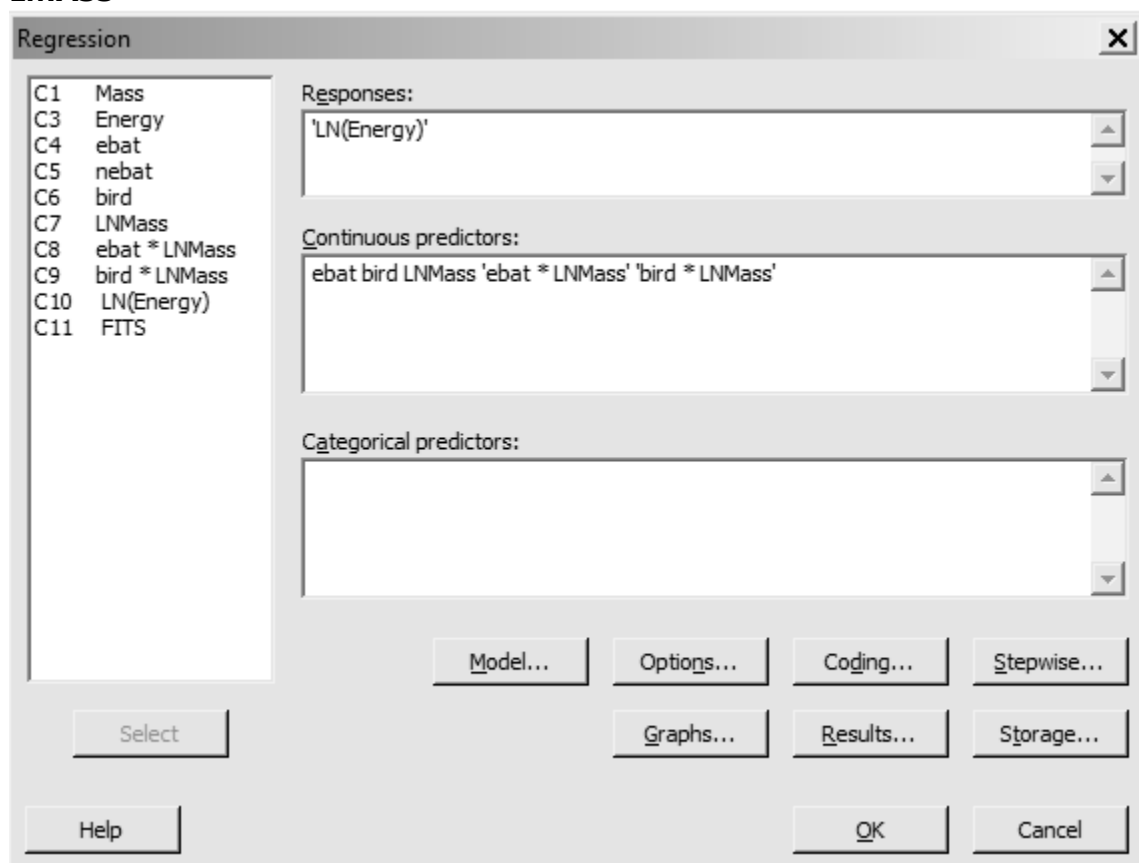 Regression
C1 Mass
C3 Energy
C4 ebat
C5 nebat
C6 bird
C7 LNMass
C8 ebat * LNMass
C9 bird * LNMass
C10 LN(Energy)
C11 FITS
Responses:
'LN(Energy)'
Continuous predictors:
ebat bird LNMass 'ebat * LNMass' 'bird * LNMass'
Categorical predictors:
Model...
Options...
Coding...
Stepwise...
Select
Graphs...
Results...
Storage...
Help
OK
Cancel